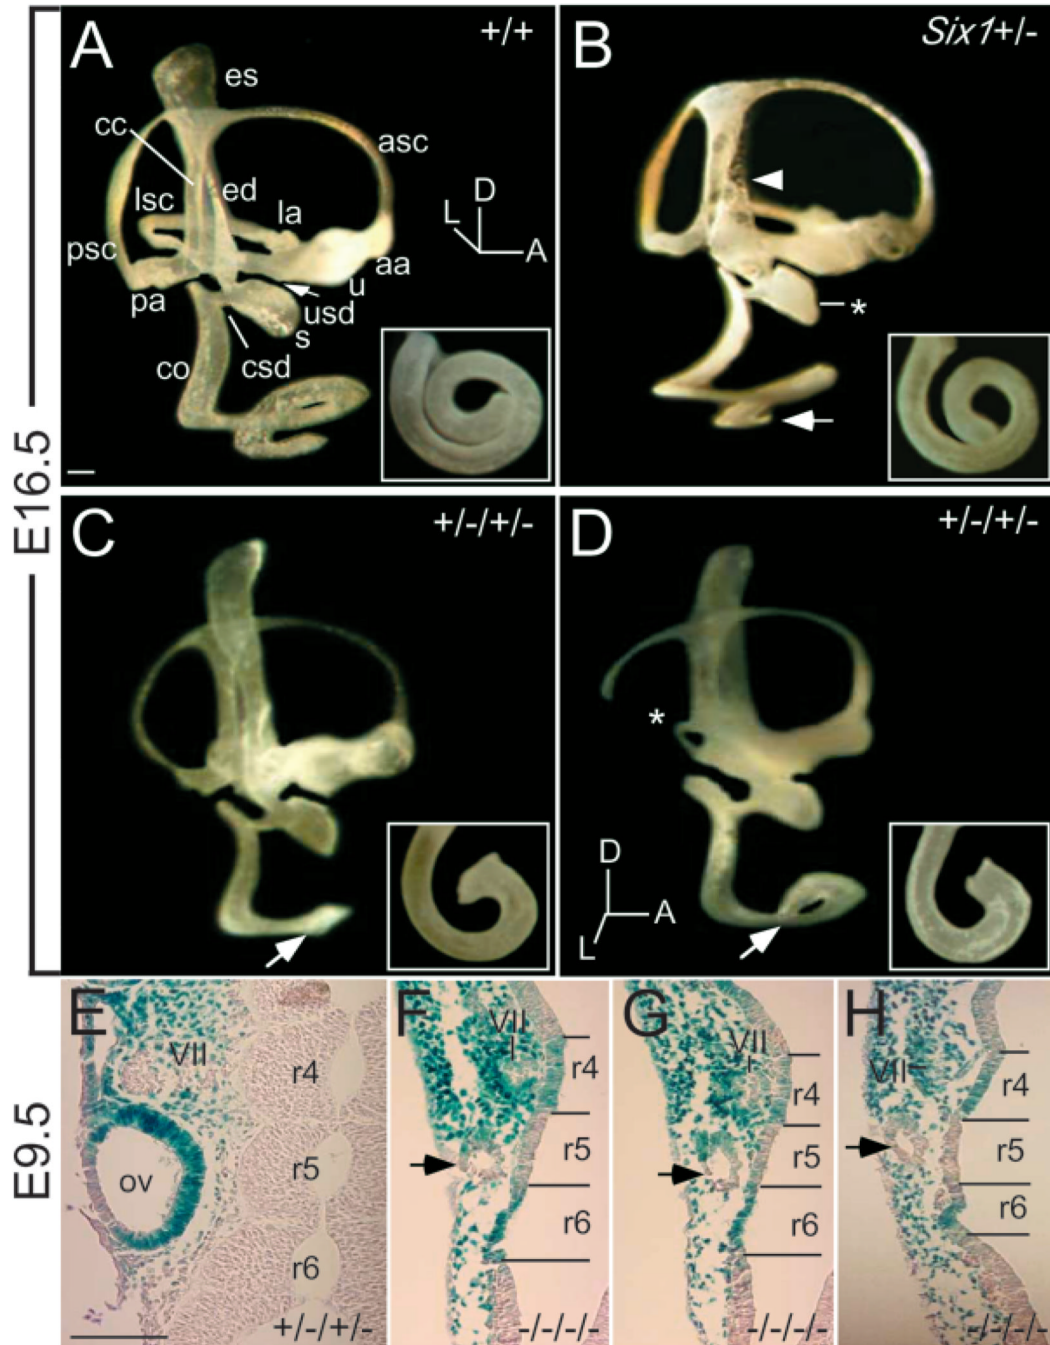 E16.5
A
+/+
es
cc
asc
lsc
ed
la
D
L
A
psc
aa
pa
u
usd
s
co
csd
B
Six1+/-
*
C
+/-/+/-
D
+/-/+/-
*
D
A
L
E9.5
E
VII
r4
ov
r5
r6
+/-/+/-
F
VII
r4
r5
r6
-/-/-/-
G
VII
r4
r5
r6
-/-/-/-
H
VII
r4
r5
r6
-/-/-/-